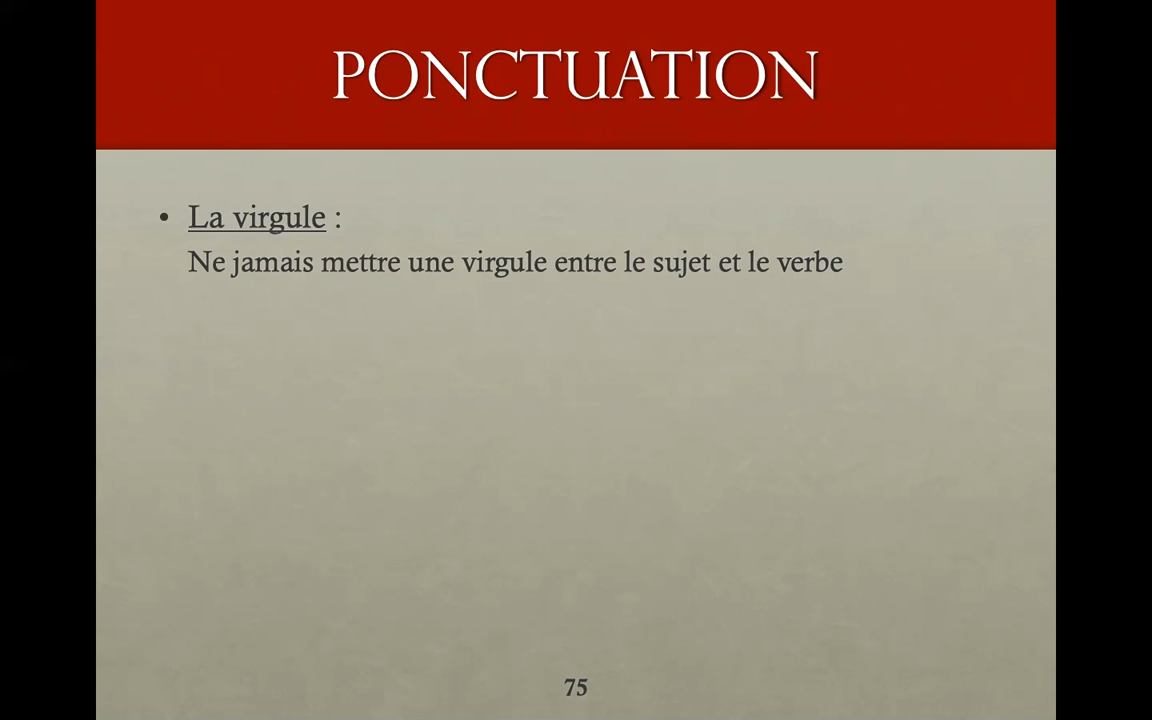 PONCTUATION
• La virgule :
Ne jamais mettre une virgule entre le sujet et le verbe
75